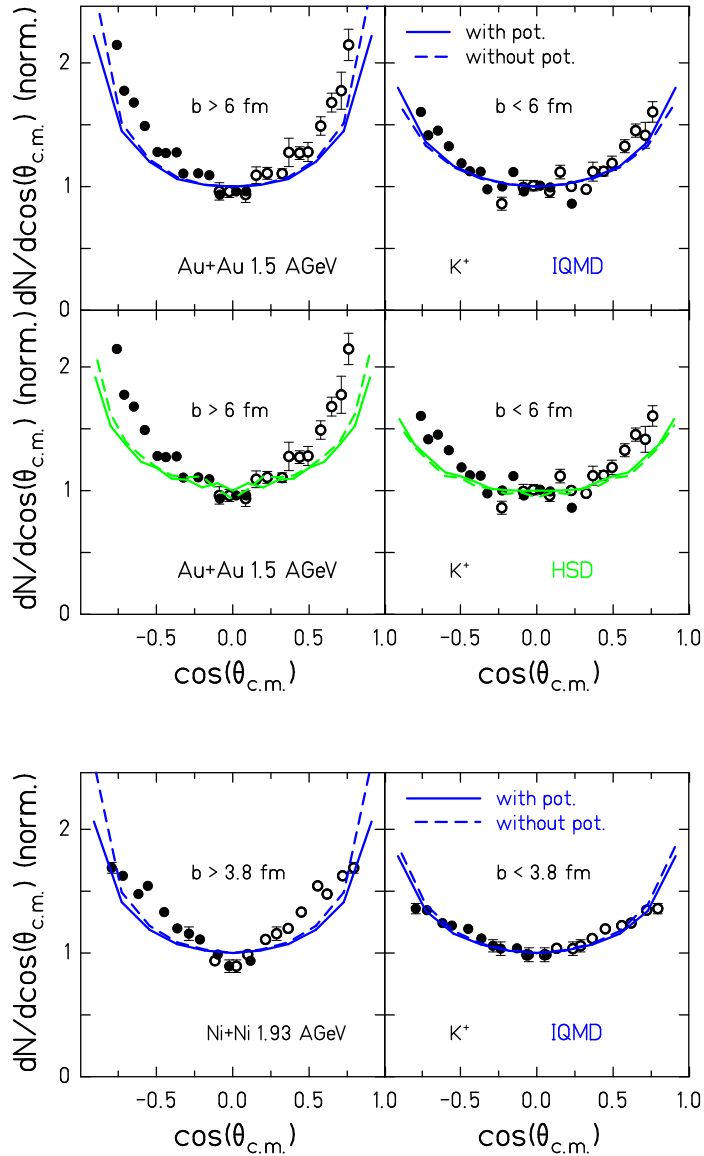 dN/dcos(θc.m.) (norm.)
2
1
0
b > 6 fm
Au+Au 1.5 AGeV
with pot.
without pot.
b < 6 fm
K+
IQMD
dN/dcos(θc.m.) (norm.)
2
1
0
b > 6 fm
Au+Au 1.5 AGeV
b < 6 fm
K+
HSD
−0.5 0.0 0.5 1.0
−0.5 0.0 0.5 1.0
cos(θc.m.)
cos(θc.m.)
dN/dcos(θc.m.) (norm.)
2
1
0
b > 3.8 fm
Ni+Ni 1.93 AGeV
with pot.
without pot.
b < 3.8 fm
K+
IQMD
−0.5 0.0 0.5 1.0
−0.5 0.0 0.5 1.0
cos(θc.m.)
cos(θc.m.)